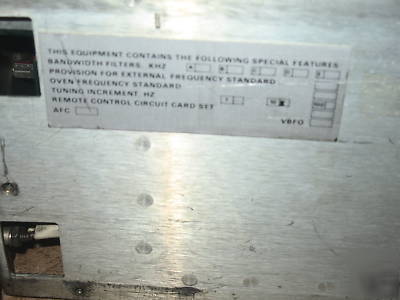 THIS EQUIPMENT CONTAINS THE FOLLOWING SPECIAL FEATURES
BANDWIDTH FILTERS, KHZ
PROVISION FOR EXTERNAL FREQUENCY STANDARD
OVEN FREQUENCY STANDARD
TUNING INCREMENT, HZ
REMOTE CONTROL CIRCUIT CARD SET
AFC VBFO